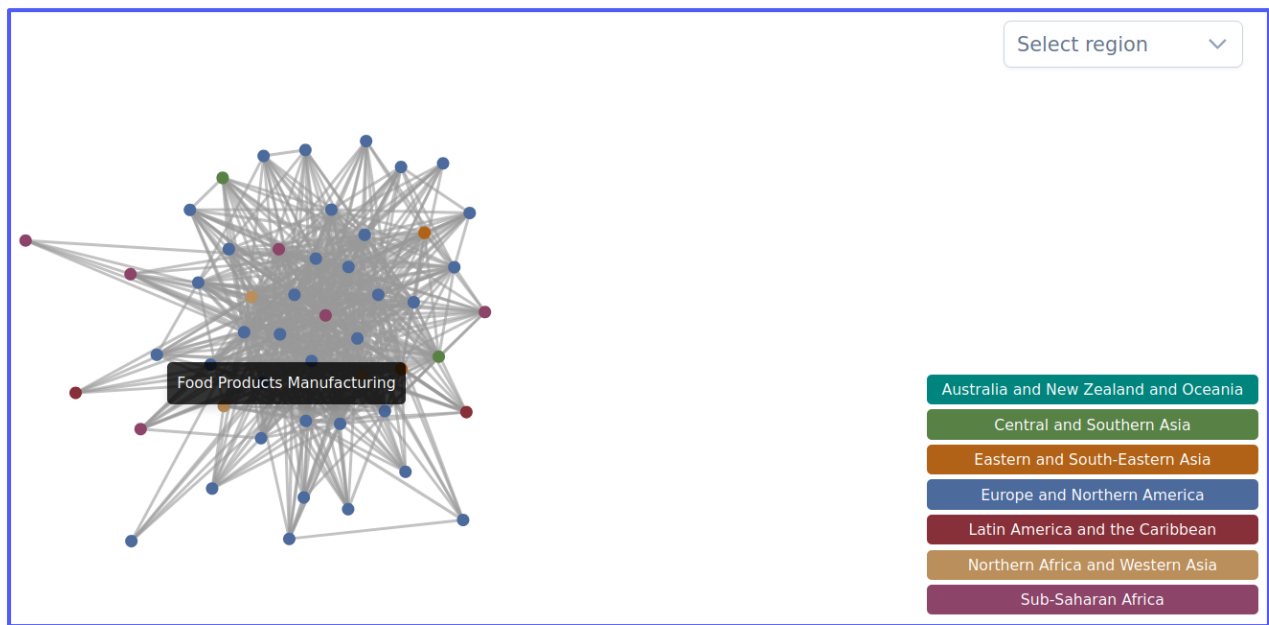 Select region
Food Products Manufacturing
Australia and New Zealand and Oceania
Central and Southern Asia
Eastern and South-Eastern Asia
Europe and Northern America
Latin America and the Caribbean
Northern Africa and Western Asia
Sub-Saharan Africa